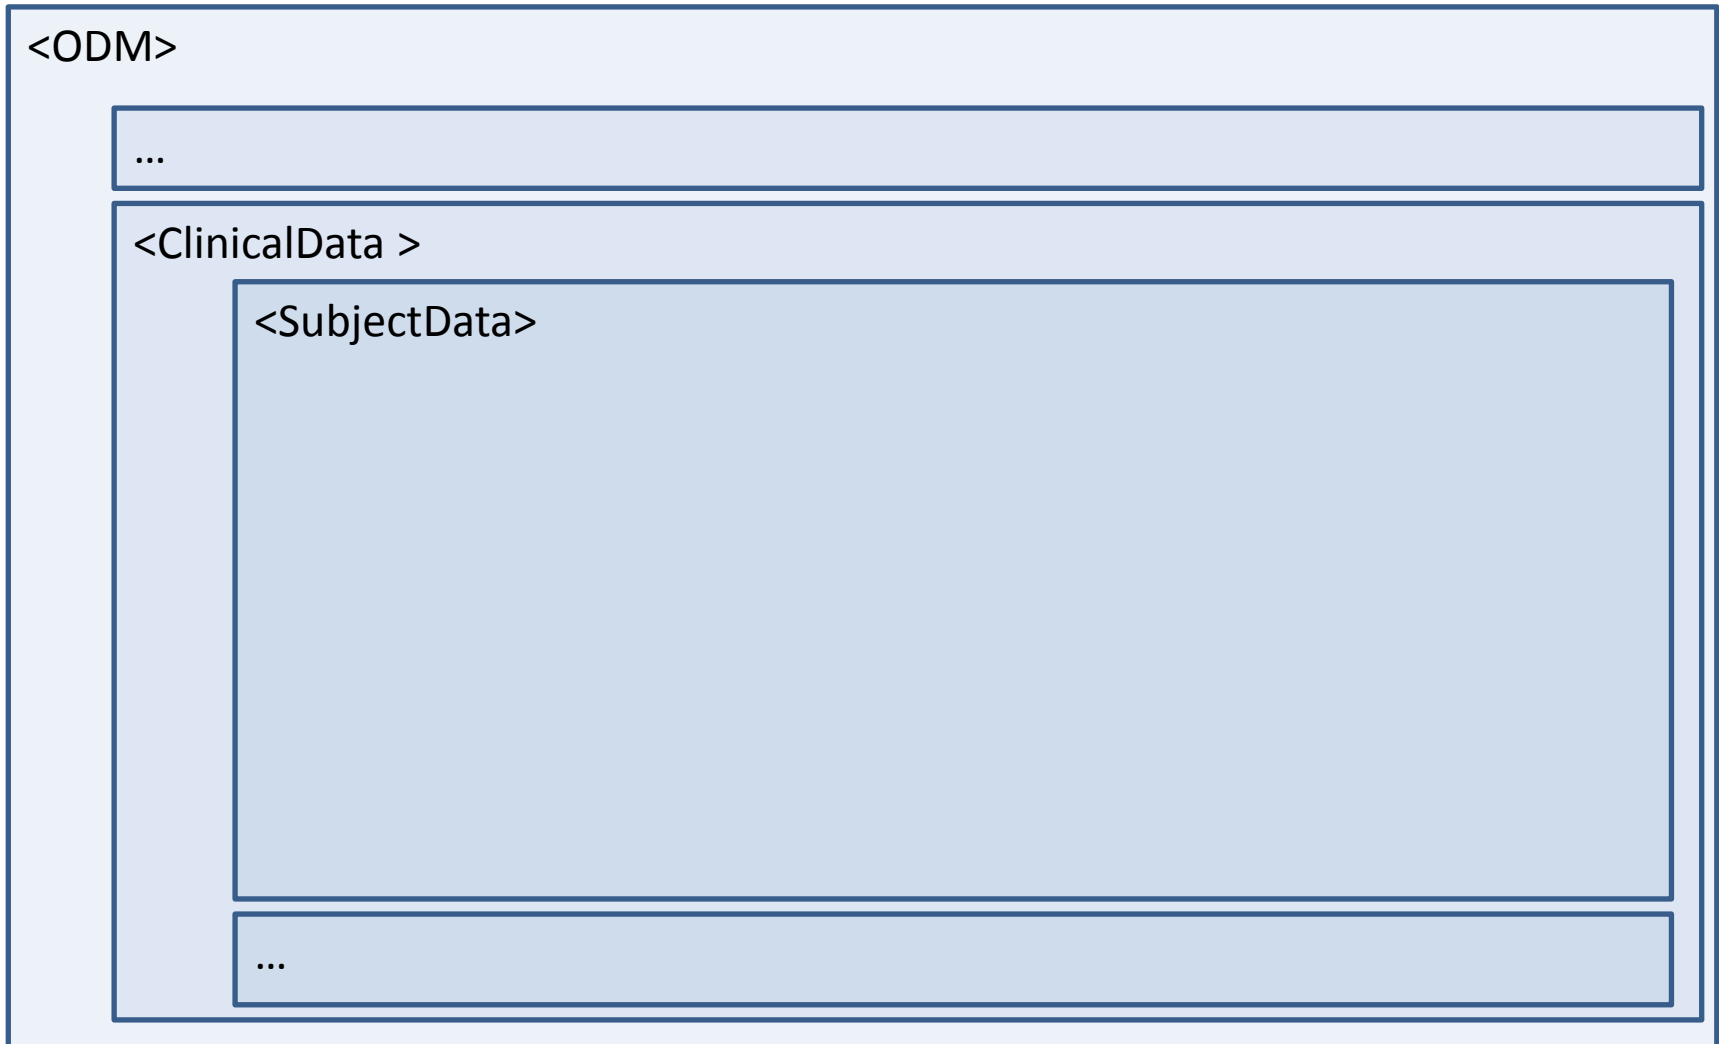 <ODM>
...
<ClinicalData >
<SubjectData>
...